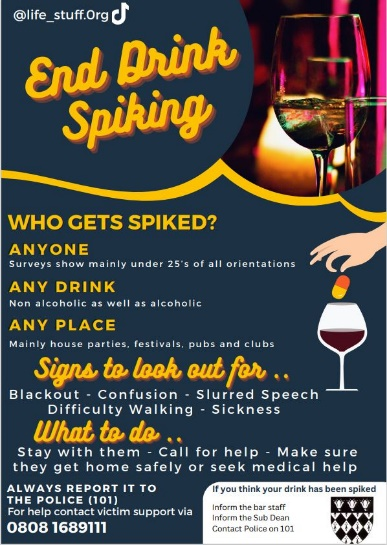 @life_stuff.Org
End Drink
Spiking
WHO GETS SPIKED?
ANYONE
Surveys show mainly under 25's of all orientations
ANY DRINK
Non alcoholic as well as alcoholic
ANY PLACE
Mainly house parties, festivals, pubs and clubs
Signs to look out for ..
Blackout - Confusion - Slurred Speech
Difficulty Walking - Sickness
What to do ..
Stay with them - Call for help - Make sure
they get home safely or seek medical help
ALWAYS REPORT IT TO
THE POLICE (101)
For help contact victim support via
0808 1689111
If you think your drink has been spiked
Inform the bar staff
Inform the Sub Dean
Contact Police on 101